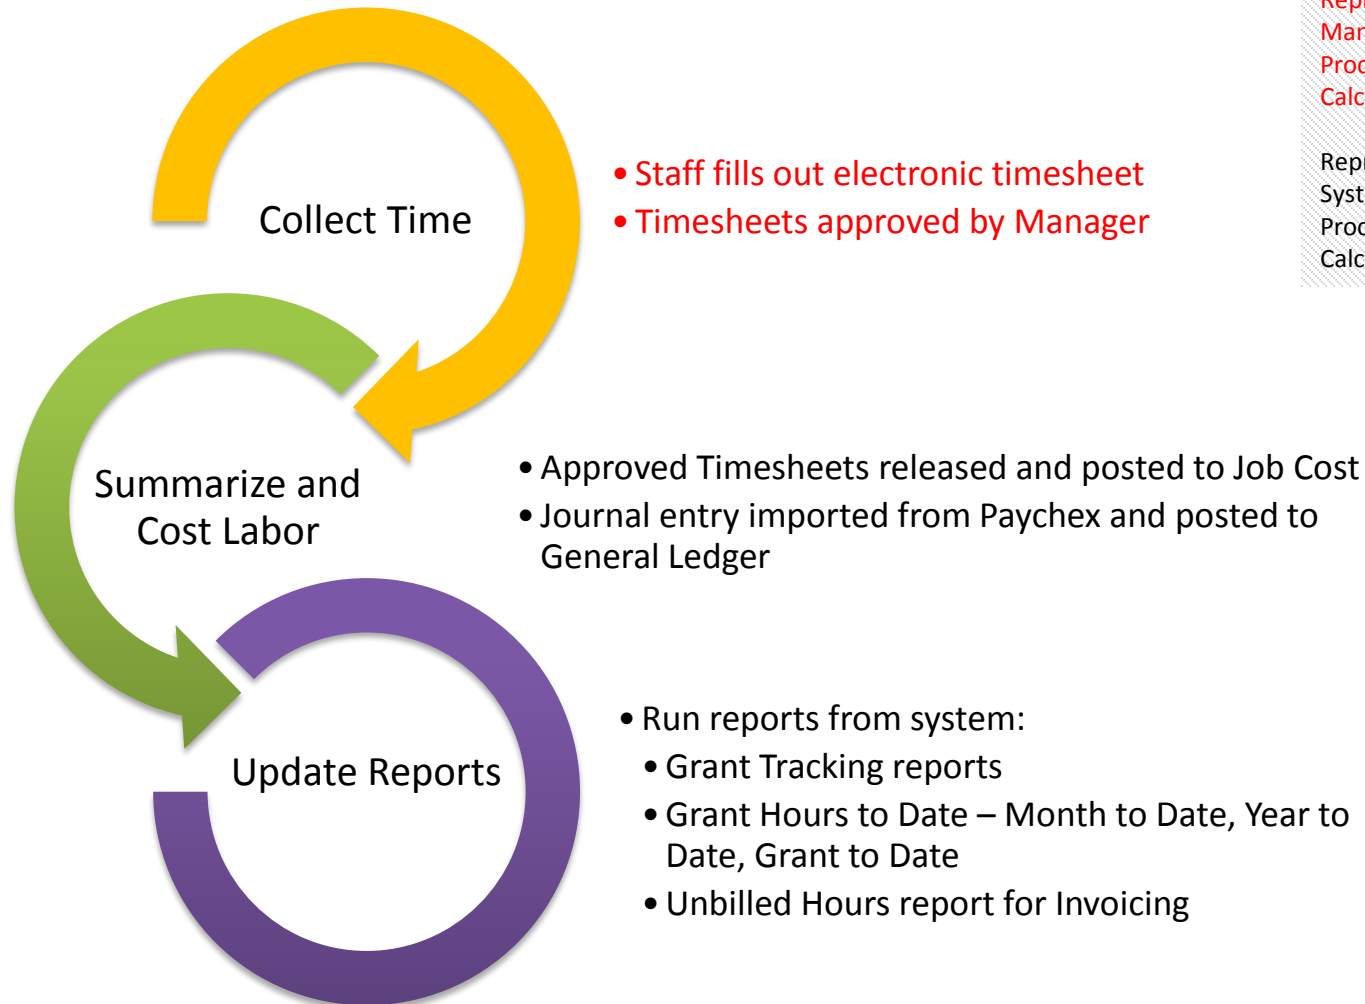 Collect Time
• Staff fills out electronic timesheet
• Timesheets approved by Manager
Summarize and
Cost Labor
• Approved Timesheets released and posted to Job Cost
• Journal entry imported from Paychex and posted to
General Ledger
Update Reports
• Run reports from system:
• Grant Tracking reports
• Grant Hours to Date – Month to Date, Year to
Date, Grant to Date
• Unbilled Hours report for Invoicing